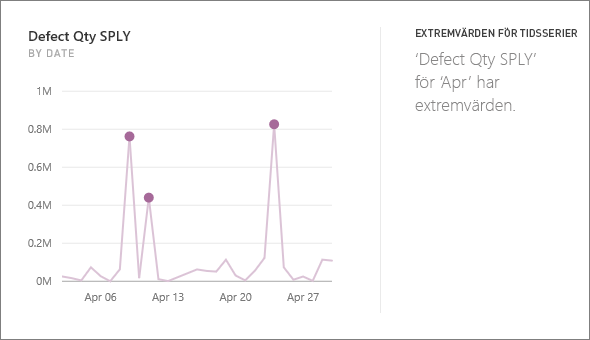 Defect Qty SPLY
BY DATE
1M
0.8M
0.6M
0.4M
0.2M
0M
Apr 06
Apr 13
Apr 20
Apr 27
EXTREMVÄRDEN FÖR TIDSSERIER
‘Defect Qty SPLY’
för ‘Apr’ har
extremvärden.